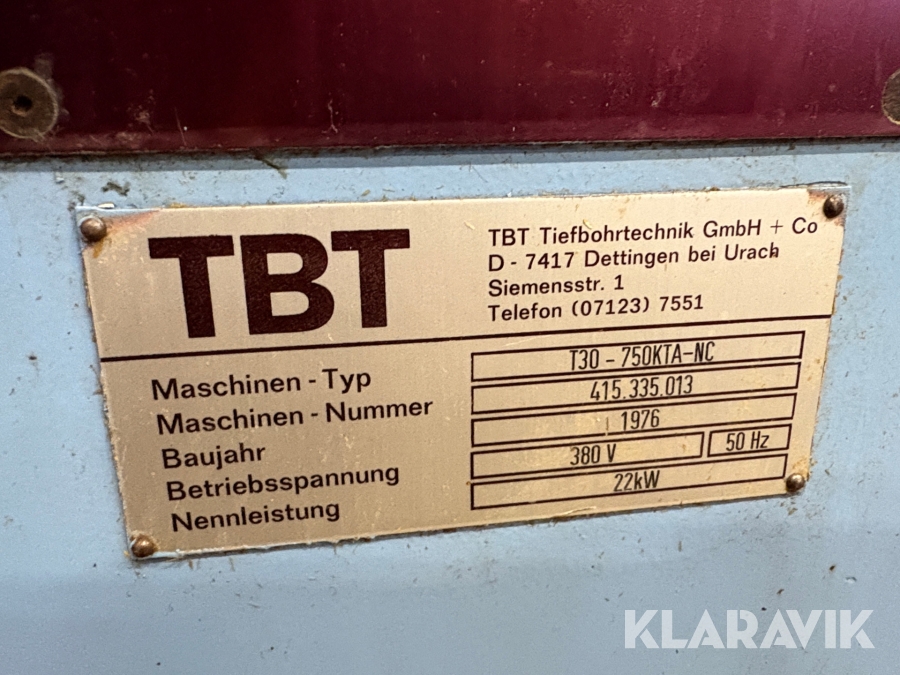 TBT
TBT Tiefbohrtechnik GmbH + Co
D - 7417 Dettingen bei Urach
Siemensstr. 1
Telefon (07123) 7551
Maschinen - Typ T30 - 750KTA-NC
Maschinen - Nummer 415.335.013
Baujahr 1976
Betriebsspannung 380 V 50 Hz
Nennleistung 22kW
KLARAVIK